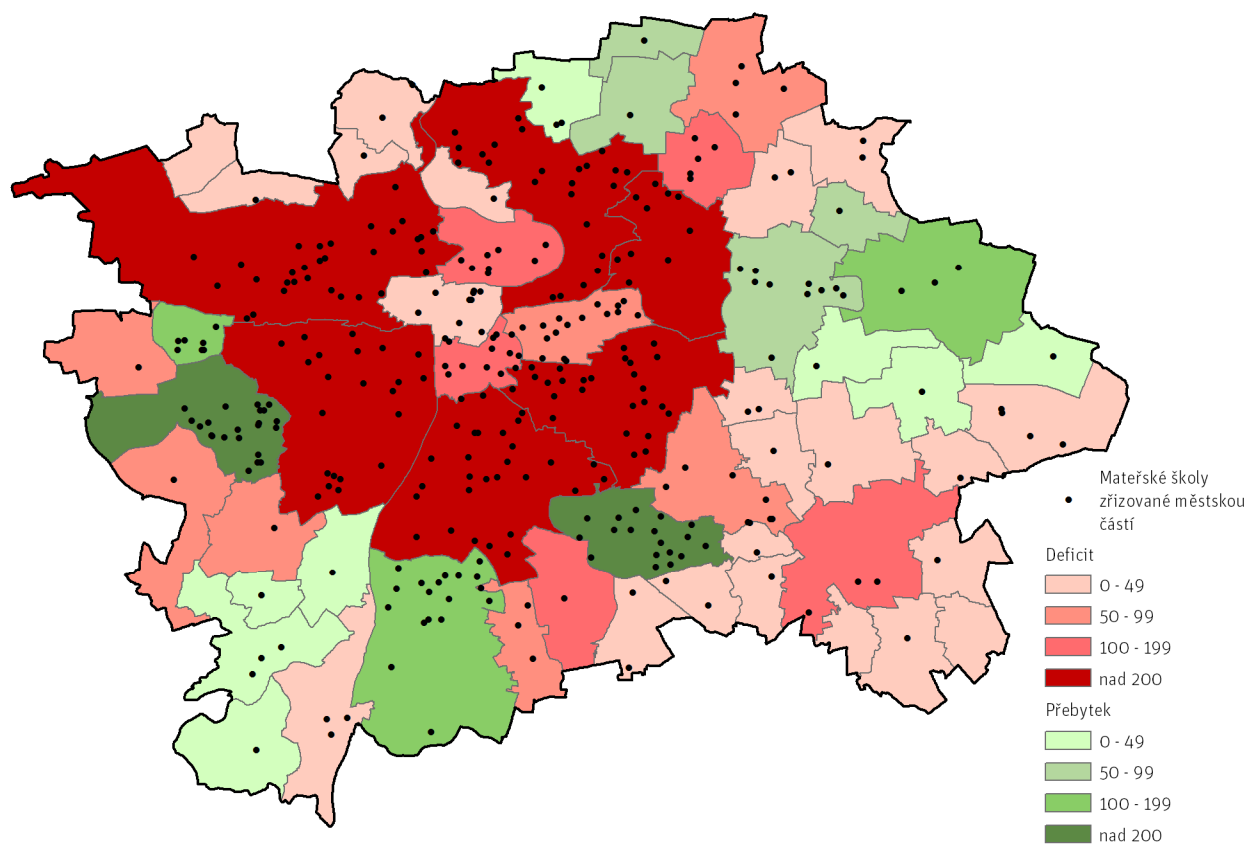 Mateřské školy
zřizované městskou
částí
Deficit
0 - 49
50 - 99
100 - 199
nad 200
Přebytek
0 - 49
50 - 99
100 - 199
nad 200